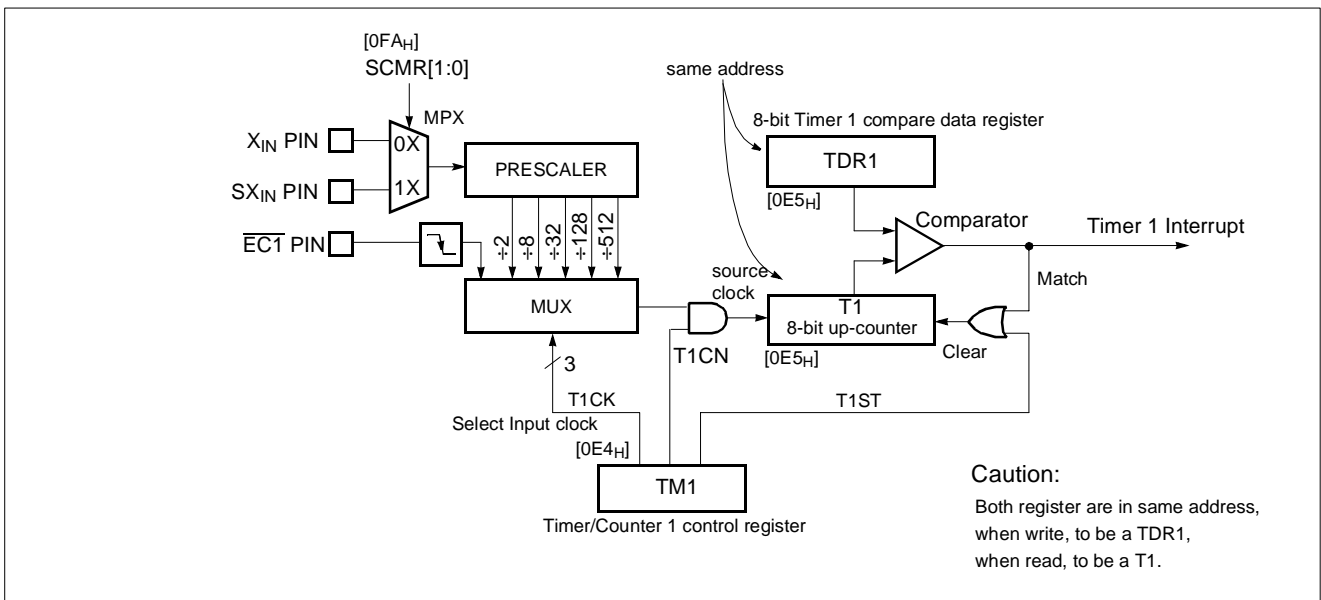 [0FAH]
SCMR[1:0]
MPX
XIN PIN
0X
SXIN PIN
1X
EC1 PIN
PRESCALER
÷2
÷8
÷32
÷128
÷512
MUX
3
T1CK
Select Input clock
[0E4H]
TM1
Timer/Counter 1 control register
T1CN
source
clock
same address
8-bit Timer 1 compare data register
TDR1
[0E5H]
Comparator
Timer 1 Interrupt
Match
T1
8-bit up-counter
[0E5H]
Clear
T1ST
Caution:
Both register are in same address,
when write, to be a TDR1,
when read, to be a T1.